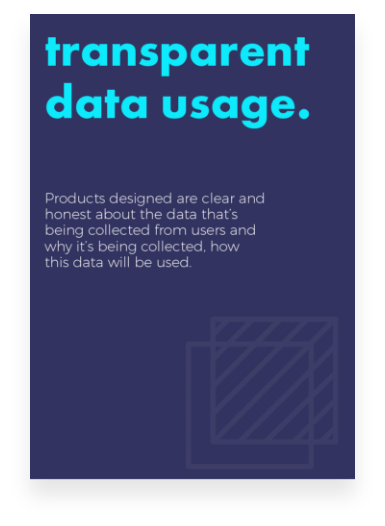 transparent
data usage.
Products designed are clear and
honest about the data that's
being collected from users and
why it's being collected, how
this data will be used.